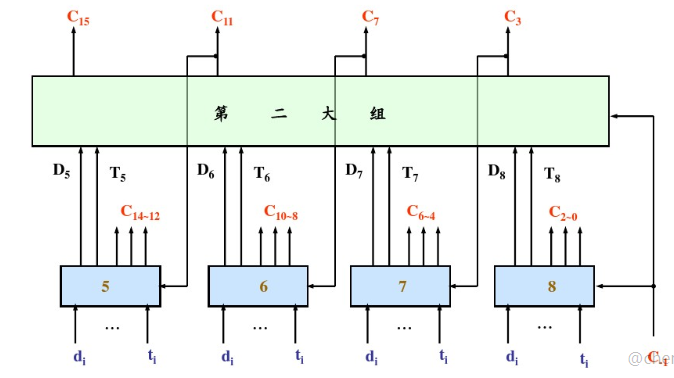 C15 C11 C7 C3
第 二 大 组
D5 T5 D6 T6 D7 T7 D8 T8
C14~12 C10~8 C6~4 C2~0
5 6 7 8
... ... ... ...
di ti di ti di ti di ti
C-1